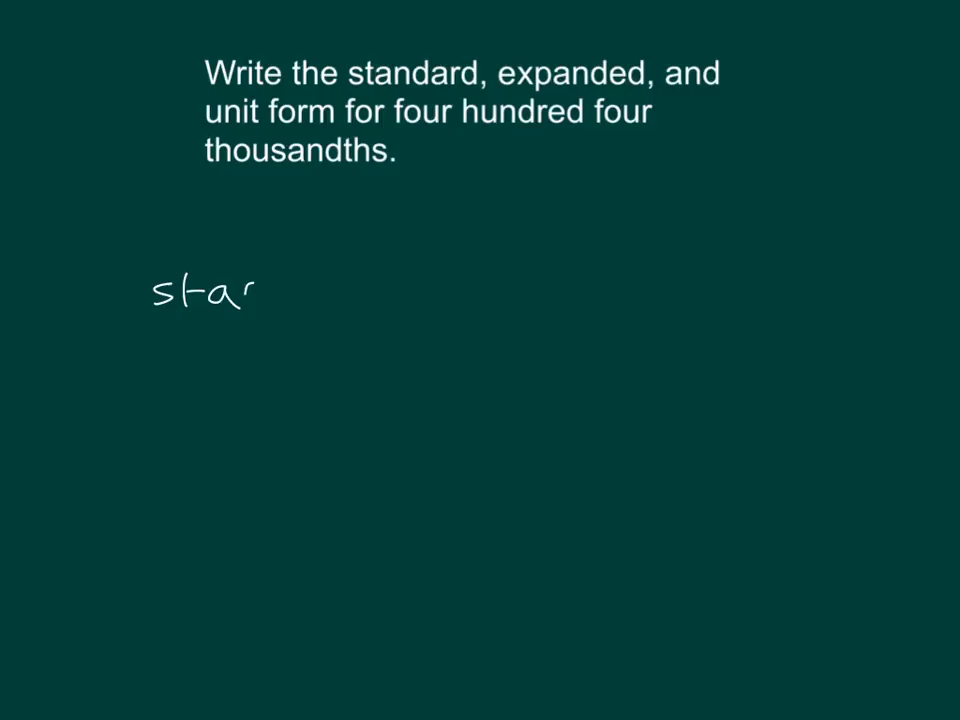 Write the standard, expanded, and
unit form for four hundred four
thousandths.
star